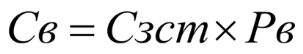 Св = Сзст × Рв